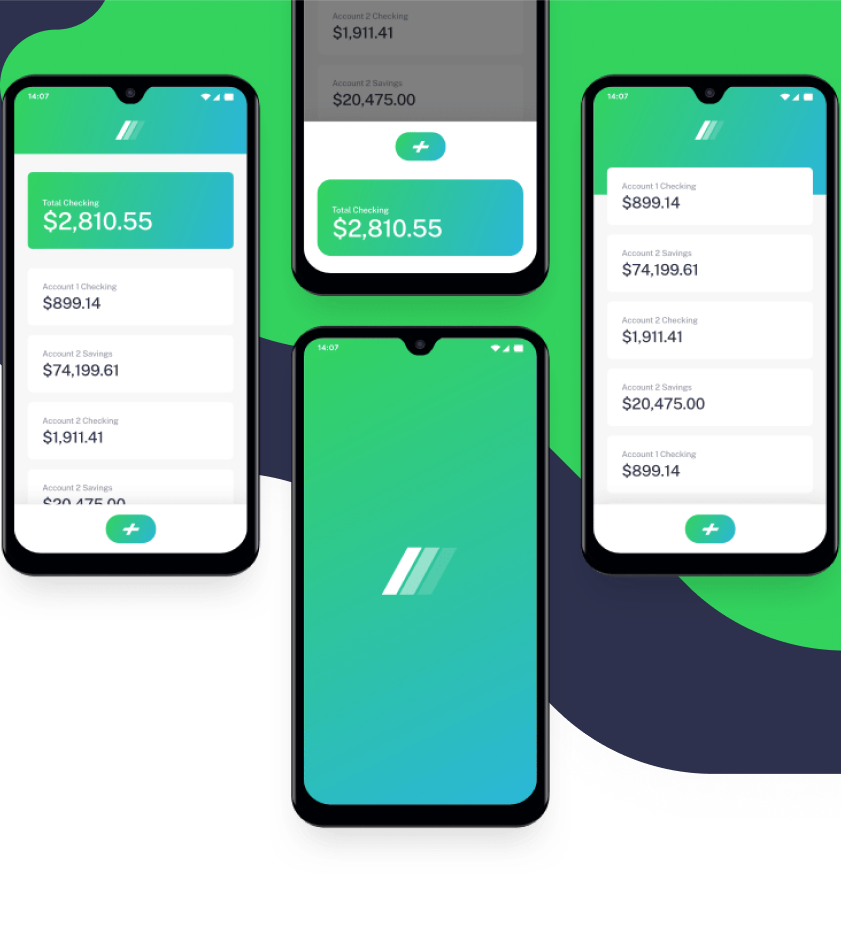 14:07
Total Checking
$2,810.55
Account 1 Checking
$899.14
Account 2 Savings
$74,199.61
Account 2 Checking
$1,911.41
Account 2 Savings
$20,475.00
Account 2 Checking
$1,911.41
Account 2 Savings
$20,475.00
Total Checking
$2,810.55
14:07
14:07
Account 1 Checking
$899.14
Account 2 Savings
$74,199.61
Account 2 Checking
$1,911.41
Account 2 Savings
$20,475.00
Account 1 Checking
$899.14